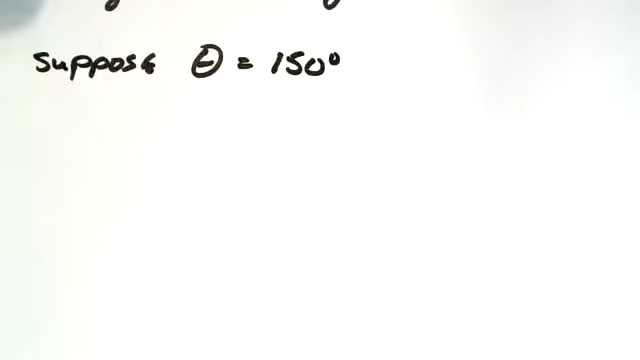 Suppose θ = 150°